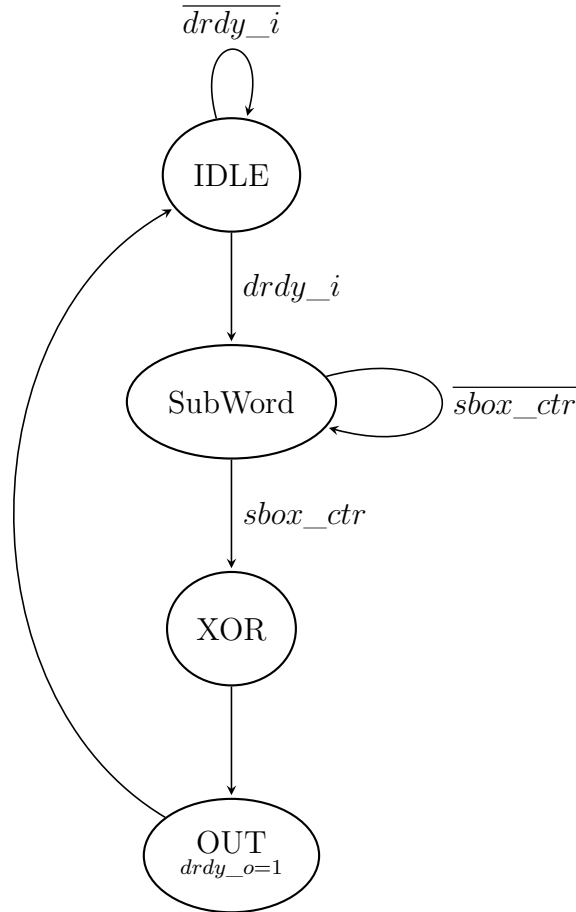 drdy_i
IDLE
drdy_i
SubWord
sbox_ctr
sbox_ctr
XOR
OUT
drdy_o=1